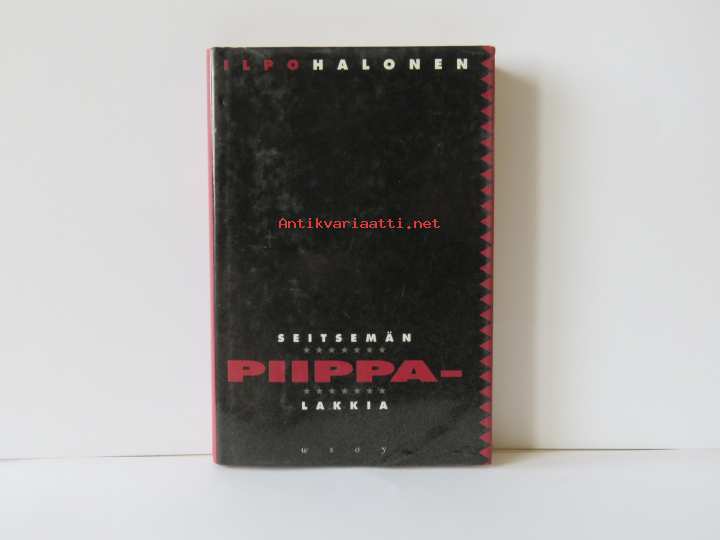 ILPO HALONEN
Antikvariaatti.net
SEITSEMÄN
PIIPPA-
LAKKIA
wsoy